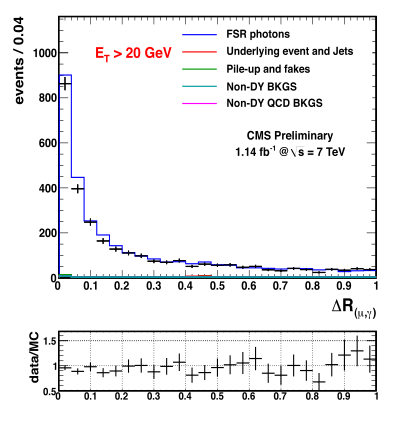 events / 0.04
1000
800
600
400
200
0
E_T > 20 GeV
FSR photons
Underlying event and Jets
Pile-up and fakes
Non-DY BKGS
Non-DY QCD BKGS
CMS Preliminary
1.14 fb⁻¹ @ √s = 7 TeV
0 0.1 0.2 0.3 0.4 0.5 0.6 0.7 0.8 0.9 1
ΔR(μ,γ)
data/MC
1.5
1
0.5
0 0.1 0.2 0.3 0.4 0.5 0.6 0.7 0.8 0.9 1